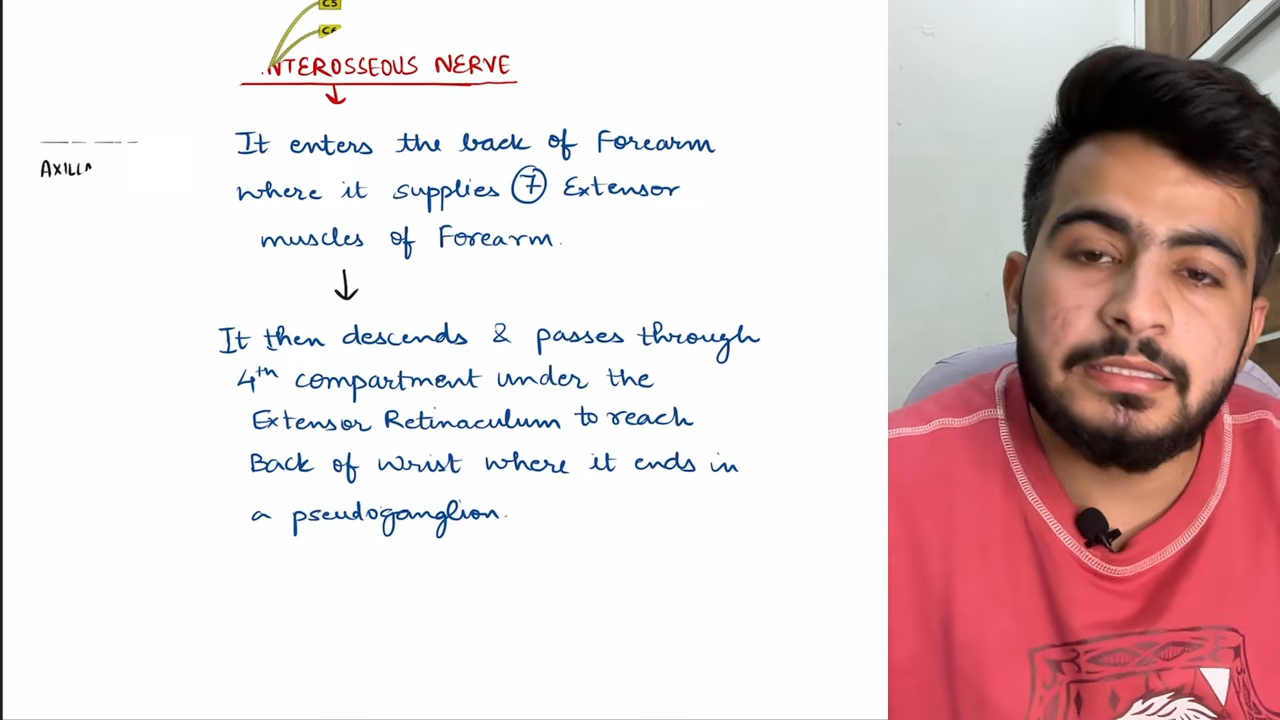 C5
C6
INTEROSSEOUS NERVE
It enters the back of Forearm
AXILLA
where it supplies 7 Extensor
muscles of Forearm.
It then descends & passes through
4th compartment under the
Extensor Retinaculum to reach
Back of wrist where it ends in
a pseudoganglion.